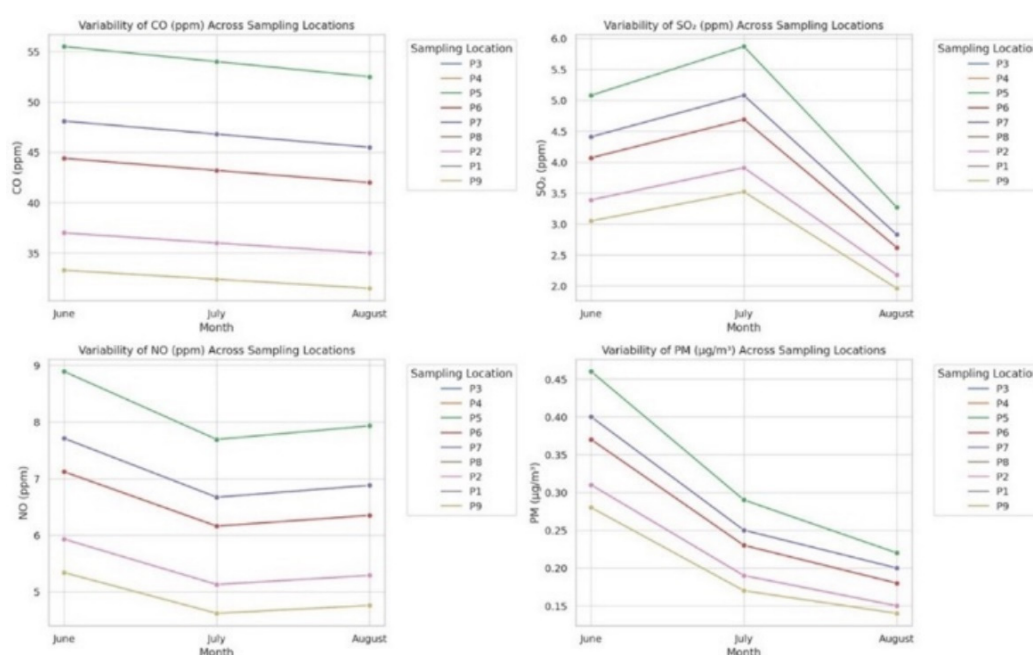 Variability of CO (ppm) Across Sampling Locations
CO (ppm)
55
50
45
40
35
June
July
August
Month
Sampling Location
P3
P4
P5
P6
P7
P8
P2
P1
P9
Variability of SO₂ (ppm) Across Sampling Locations
SO₂ (ppm)
6.0
5.5
5.0
4.5
4.0
3.5
3.0
2.5
2.0
June
July
August
Month
Sampling Location
P3
P4
P5
P6
P7
P8
P2
P1
P9
Variability of NO (ppm) Across Sampling Locations
NO (ppm)
9
8
7
6
5
June
July
August
Month
Sampling Location
P3
P4
P5
P6
P7
P8
P2
P1
P9
Variability of PM (µg/m³) Across Sampling Locations
PM (µg/m³)
0.45
0.40
0.35
0.30
0.25
0.20
0.15
June
July
August
Month
Sampling Location
P3
P4
P5
P6
P7
P8
P2
P1
P9